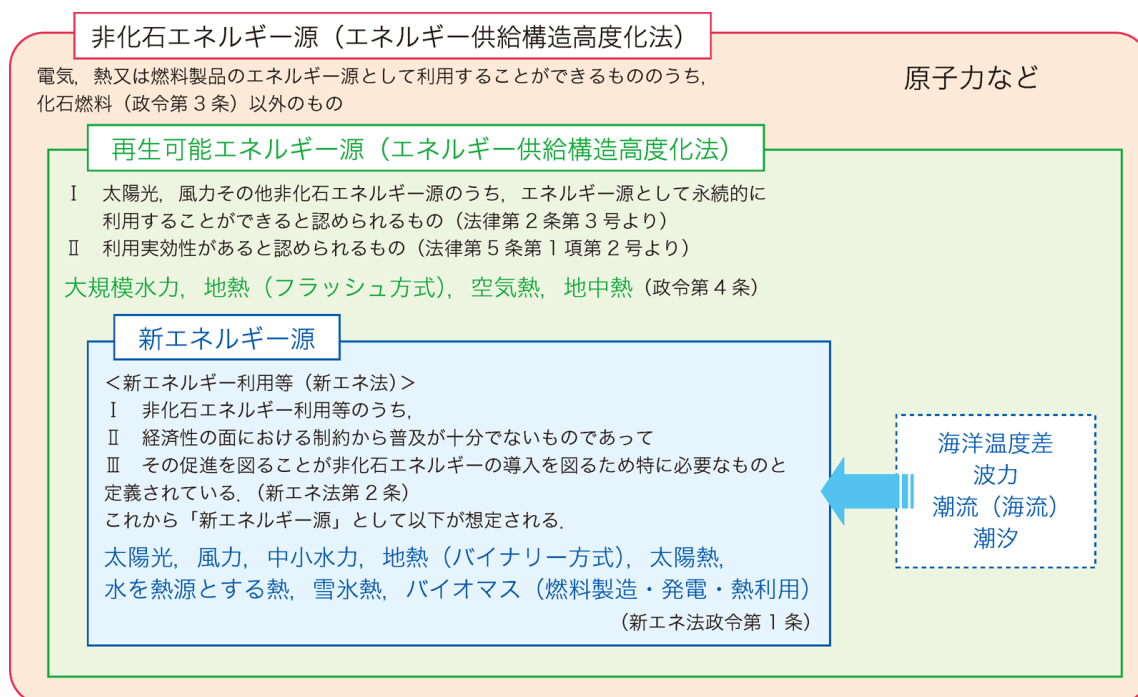 非化石エネルギー源（エネルギー供給構造高度化法）
電気，熱又は燃料製品のエネルギー源として利用することができるもののうち，
化石燃料（政令第３条）以外のもの
原子力など
再生可能エネルギー源（エネルギー供給構造高度化法）
Ⅰ　太陽光，風力その他非化石エネルギー源のうち，エネルギー源として永続的に
利用することができると認められるもの（法律第２条第３号より）
Ⅱ　利用実効性があると認められるもの（法律第５条第１項第２号より）
大規模水力，地熱（フラッシュ方式），空気熱，地中熱（政令第４条）
新エネルギー源
＜新エネルギー利用等（新エネ法）＞
Ⅰ　非化石エネルギー利用等のうち，
Ⅱ　経済性の面における制約から普及が十分でないものであって
Ⅲ　その促進を図ることが非化石エネルギーの導入を図るため特に必要なものと
定義されている．（新エネ法第２条）
これから「新エネルギー源」として以下が想定される．
太陽光，風力，中小水力，地熱（バイナリー方式），太陽熱，
水を熱源とする熱，雪氷熱，バイオマス（燃料製造・発電・熱利用）
（新エネ法政令第１条）
海洋温度差
波力
潮流（海流）
潮汐